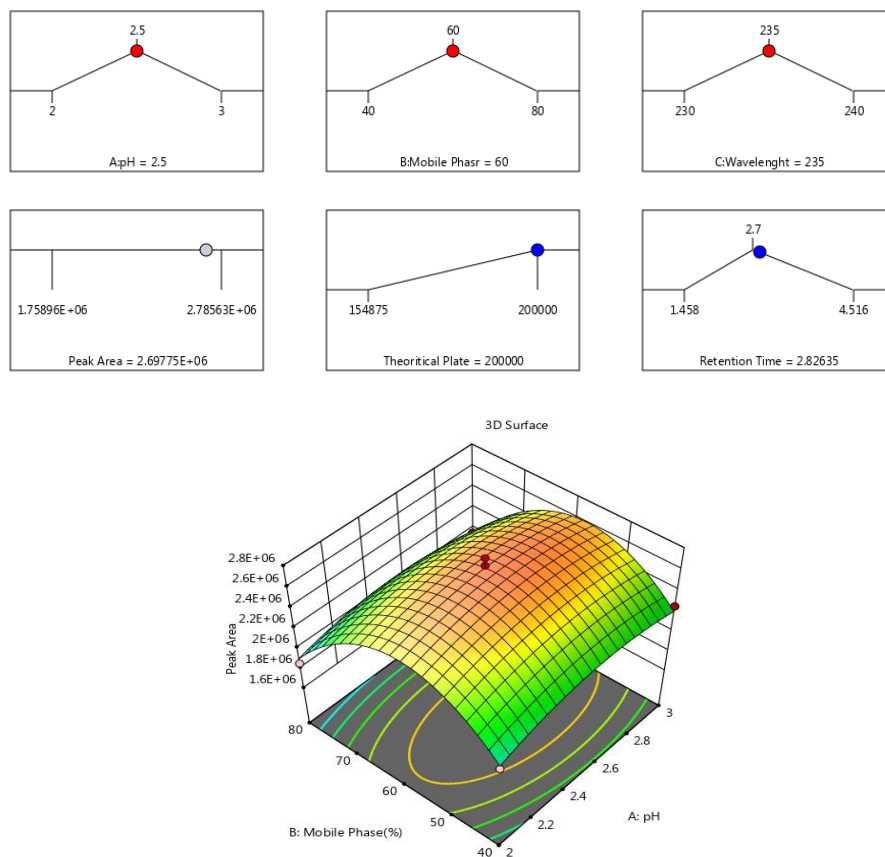 2.5
2
3
A:pH = 2.5
60
40
80
B:Mobile Phasr = 60
235
230
240
C:Wavelenght = 235
1.75896E+06
2.78563E+06
Peak Area = 2.69775E+06
154875
200000
Theoritical Plate = 200000
2.7
1.458
4.516
Retention Time = 2.82635
3D Surface
2.8E+06
2.6E+06
2.4E+06
2.2E+06
2E+06
1.8E+06
1.6E+06
Peak Area
80
70
60
50
40
B: Mobile Phase(%)
2
2.2
2.4
2.6
2.8
3
A: pH